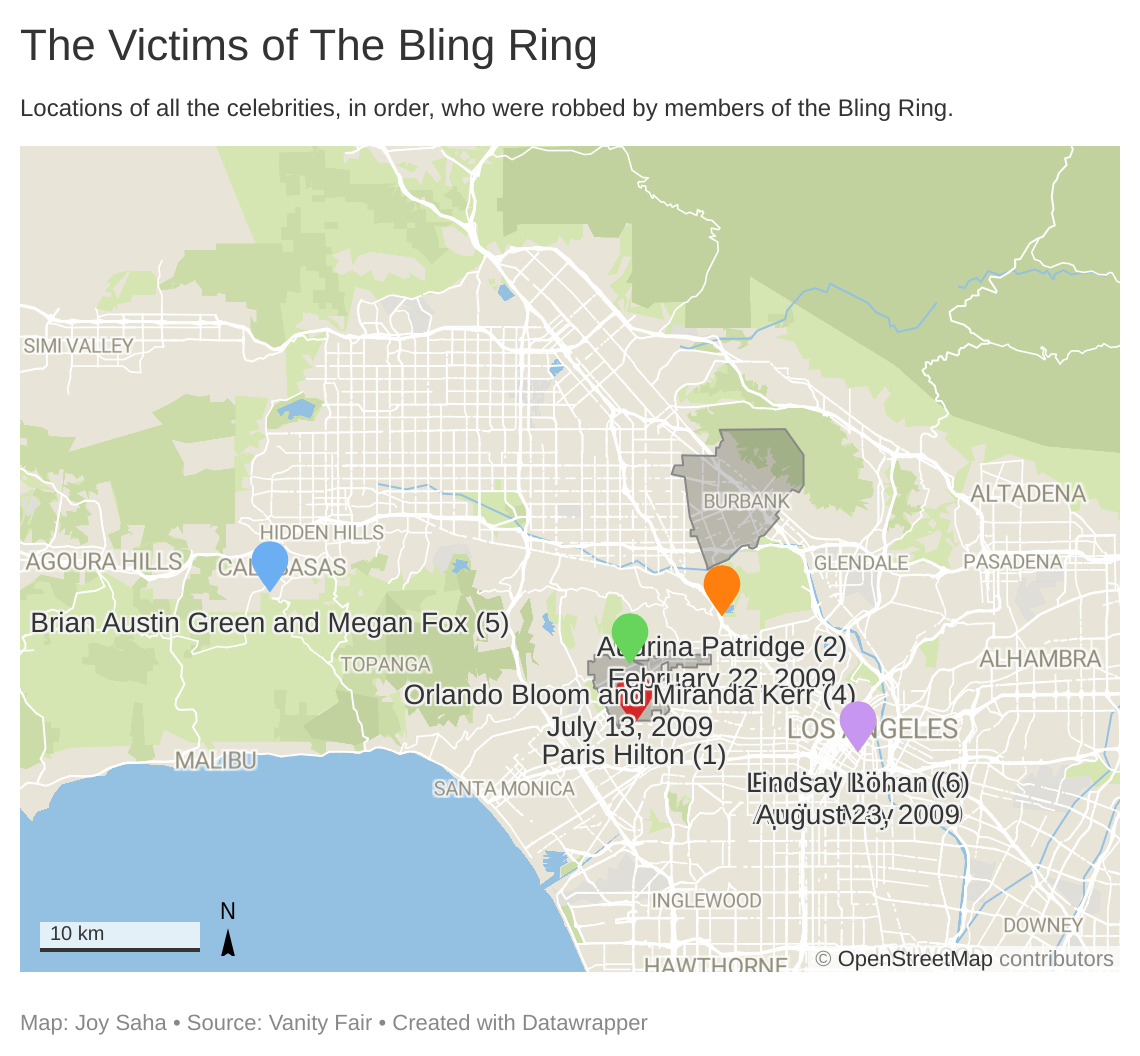 The Victims of The Bling Ring
Locations of all the celebrities, in order, who were robbed by members of the Bling Ring.
SIMI VALLEY
BURBANK
ALTADENA
HIDDEN HILLS
AGOURA HILLS
CALABASAS
GLENDALE
PASADENA
Brian Austin Green and Megan Fox (5)
Audrina Patridge (2)
TOPANGA
ALHAMBRA
February 22, 2009
Orlando Bloom and Miranda Kerr (4)
July 13, 2009
LOS ANGELES
Paris Hilton (1)
MALIBU
SANTA MONICA
Lindsay Lohan (6)
August 23, 2009
INGLEWOOD
DOWNEY
N
10 km
HAWTHORNE
© OpenStreetMap contributors
Map: Joy Saha • Source: Vanity Fair • Created with Datawrapper